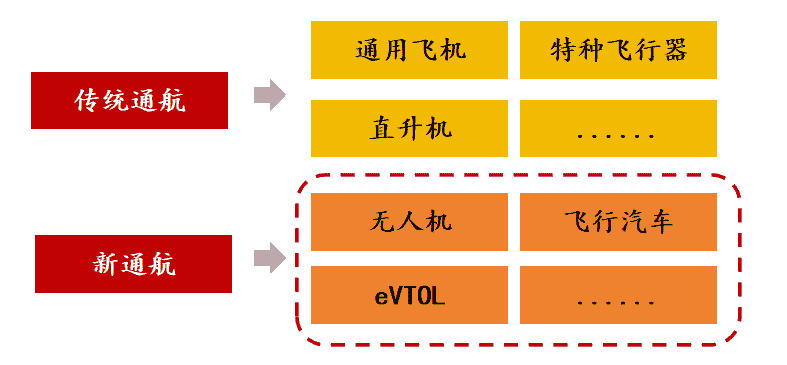 通用飞机
特种飞行器
传统通航
直升机
......
无人机
飞行汽车
新通航
eVTOL
......